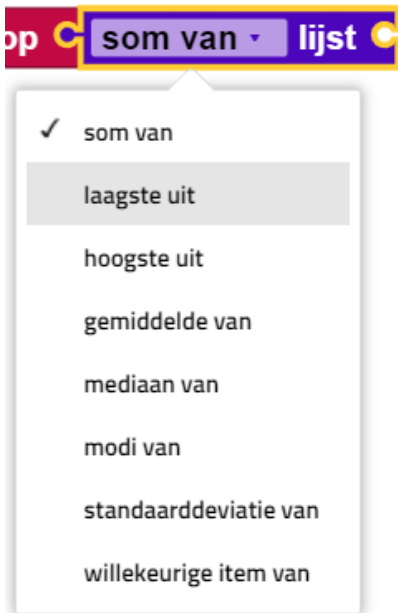 op som van lijst
✓ som van
laagste uit
hoogste uit
gemiddelde van
mediaan van
modi van
standaarddeviatie van
willekeurige item van